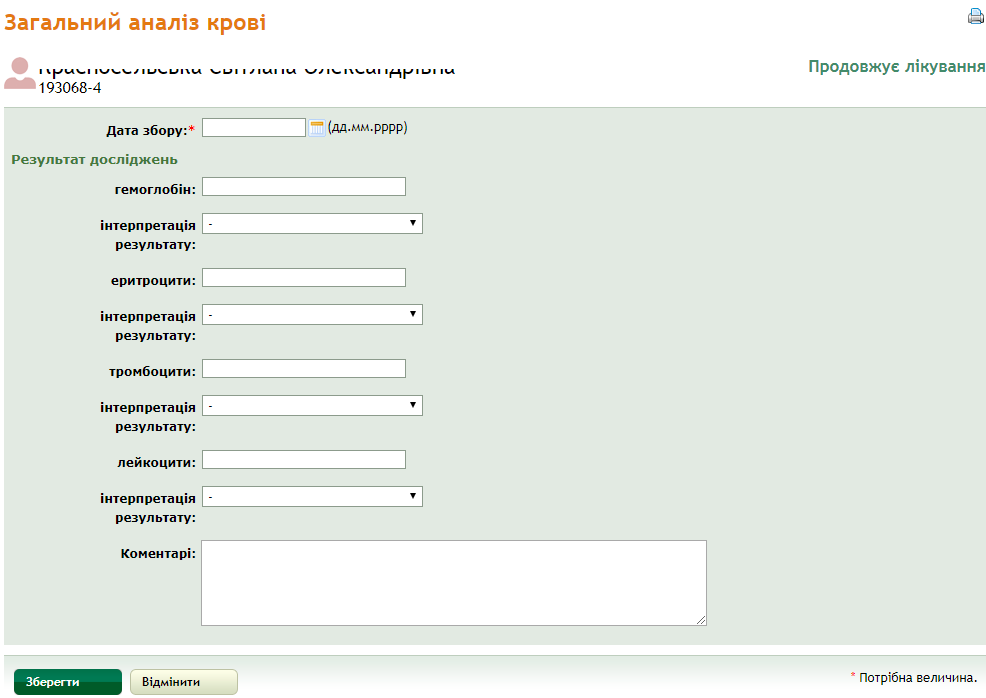 Загальний аналіз крові
Красносельська Світлана Олександрівна
193068-4
Продовжує лікування
Дата збору:* (дд.мм.рррр)
Результат досліджень
гемоглобін:
інтерпретація
результату:
-
еритроцити:
інтерпретація
результату:
-
тромбоцити:
інтерпретація
результату:
-
лейкоцити:
інтерпретація
результату:
-
Коментарі:
Зберегти
Відмінити
* Потрібна величина.